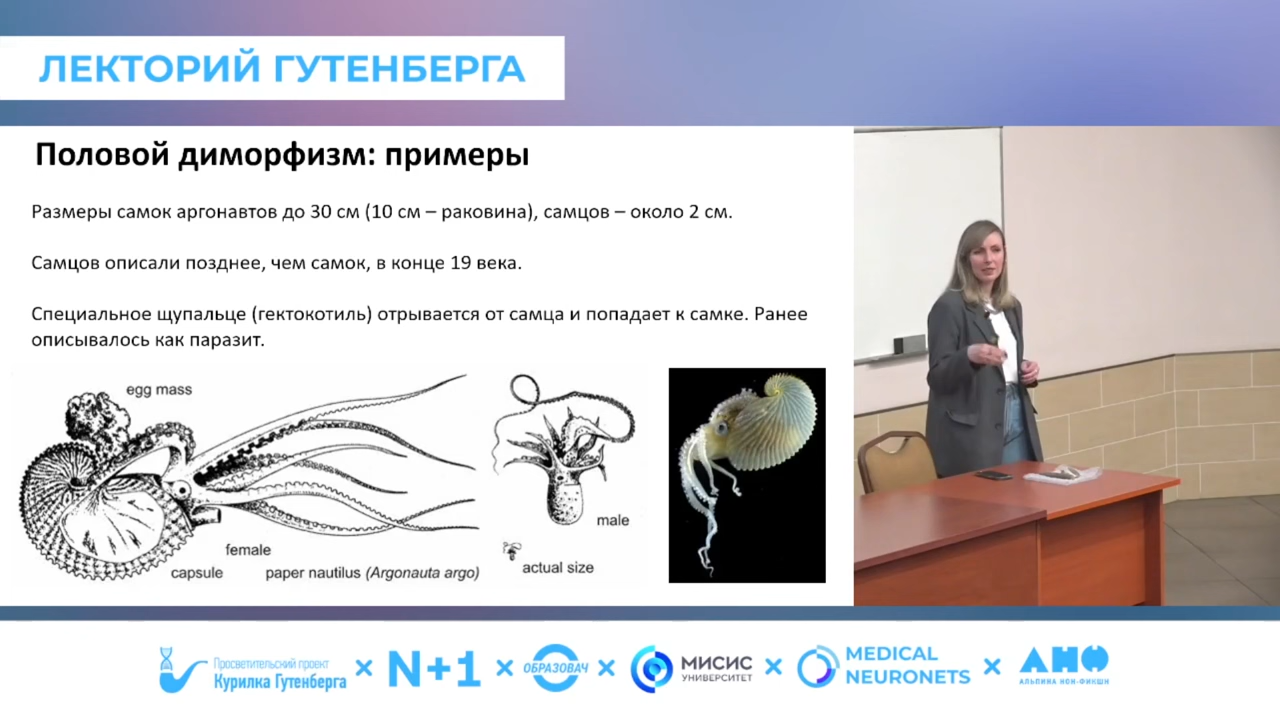 ЛЕКТОРИЙ ГУТЕНБЕРГА
Половой диморфизм: примеры
Размеры самок аргонавтов до 30 см (10 см – раковина), самцов – около 2 см.
Самцов описали позднее, чем самок, в конце 19 века.
Специальное щупальце (гектокотиль) отрывается от самца и попадает к самке. Ранее
описывалось как паразит.
egg mass
male
female
actual size
capsule
paper nautilus (Argonauta argo)
Просветительский проект
Курилка Гутенберга
×
N+1
×
ОБРАЗОВАЧ
×
МИСИС
УНИВЕРСИТЕТ
×
MEDICAL
NEURONETS
×
АНФ
АЛЬПИНА НОН-ФИКШН